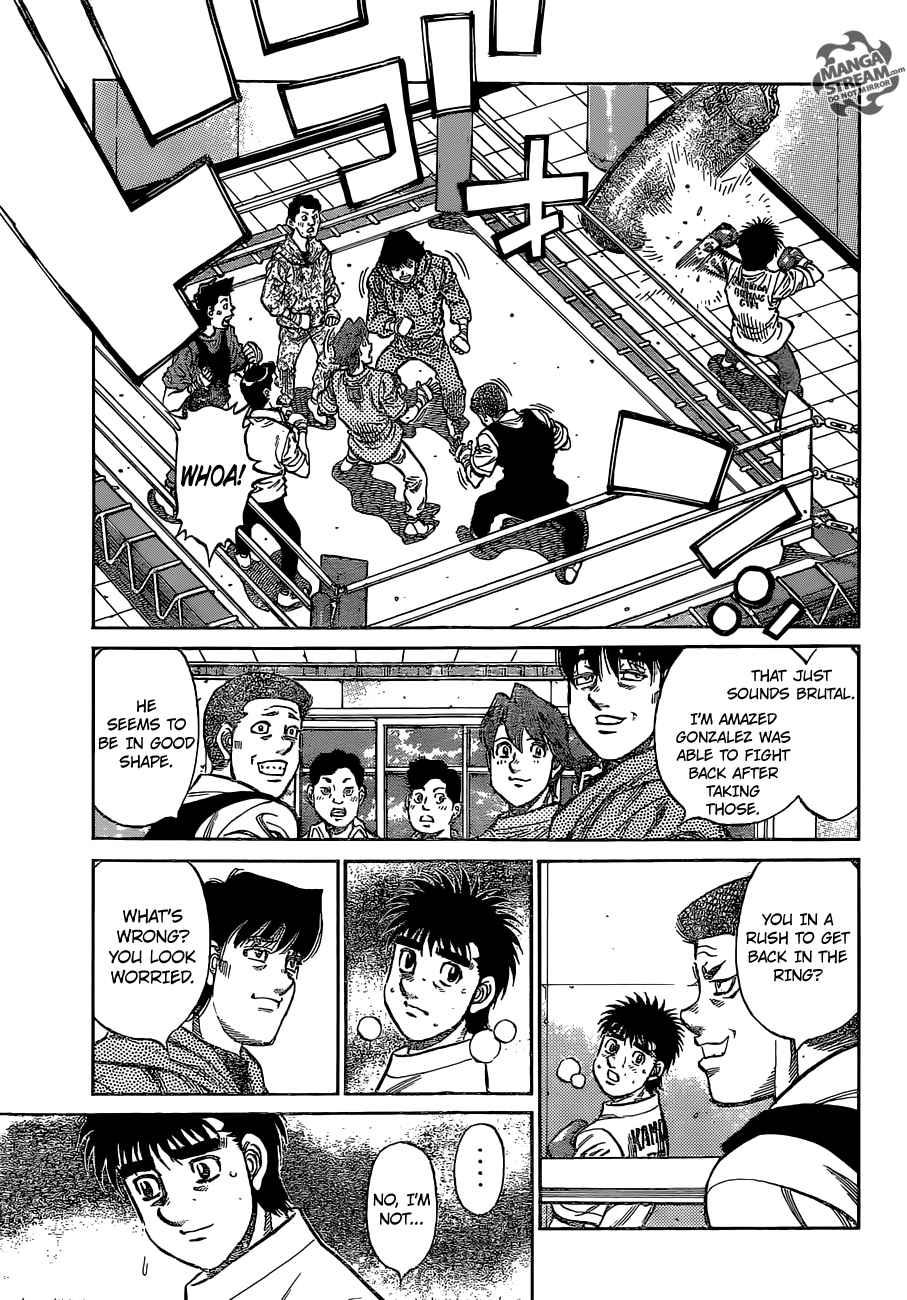 MANGA
STREAM.com
DO NOT MIRROR
WHOA!
THAT JUST
SOUNDS BRUTAL.
I'M AMAZED
GONZALEZ WAS
ABLE TO FIGHT
BACK AFTER
TAKING
THOSE.
HE
SEEMS TO
BE IN GOOD
SHAPE.
YOU IN A
RUSH TO GET
BACK IN THE
RING?
KAMO
WHAT'S
WRONG?
YOU LOOK
WORRIED.
....
NO, I'M
NOT...